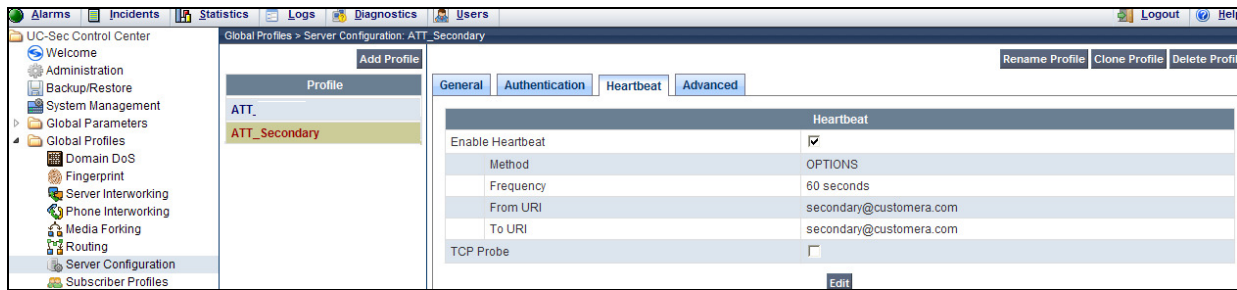 Alarms Incidents Statistics Logs Diagnostics Users Logout Help
UC-Sec Control Center
Welcome
Administration
Backup/Restore
System Management
Global Parameters
Global Profiles
Domain DoS
Fingerprint
Server Interworking
Phone Interworking
Media Forking
Routing
Server Configuration
Subscriber Profiles
Global Profiles > Server Configuration: ATT_Secondary
Add Profile
Profile
ATT_
ATT_Secondary
Rename Profile Clone Profile Delete Profil
General Authentication Heartbeat Advanced
Heartbeat
Enable Heartbeat
Method OPTIONS
Frequency 60 seconds
From URI secondary@customera.com
To URI secondary@customera.com
TCP Probe
Edit